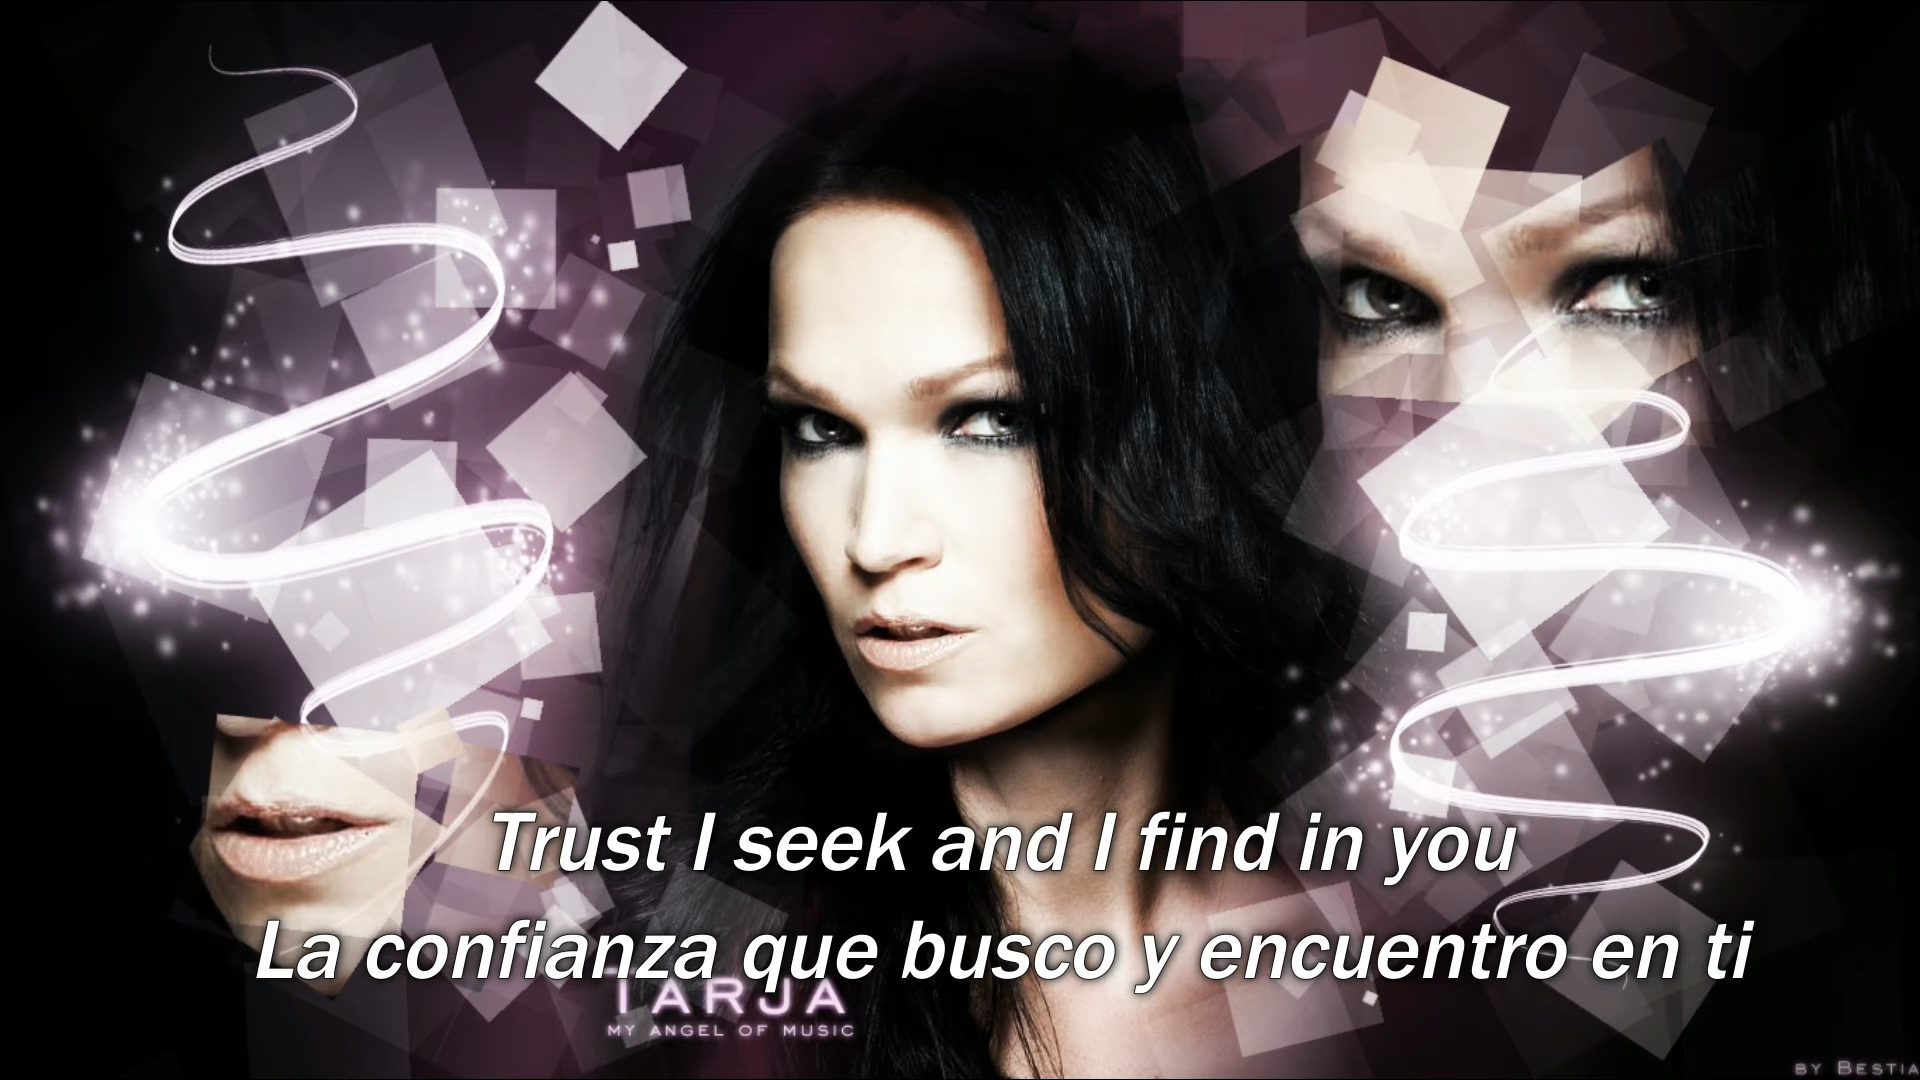 Trust I seek and I find in you
La confianza que busco y encuentro en ti
TARJA
MY ANGEL OF MUSIC
BY BESTIA